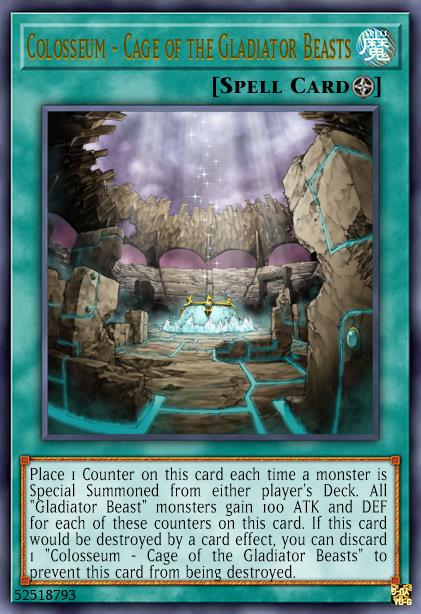 Colosseum - Cage of the Gladiator Beasts
SPELL
魔
[Spell Card]
Place 1 Counter on this card each time a monster is
Special Summoned from either player's Deck. All
"Gladiator Beast" monsters gain 100 ATK and DEF
for each of these counters on this card. If this card
would be destroyed by a card effect, you can discard
1 "Colosseum - Cage of the Gladiator Beasts" to
prevent this card from being destroyed.
52518793